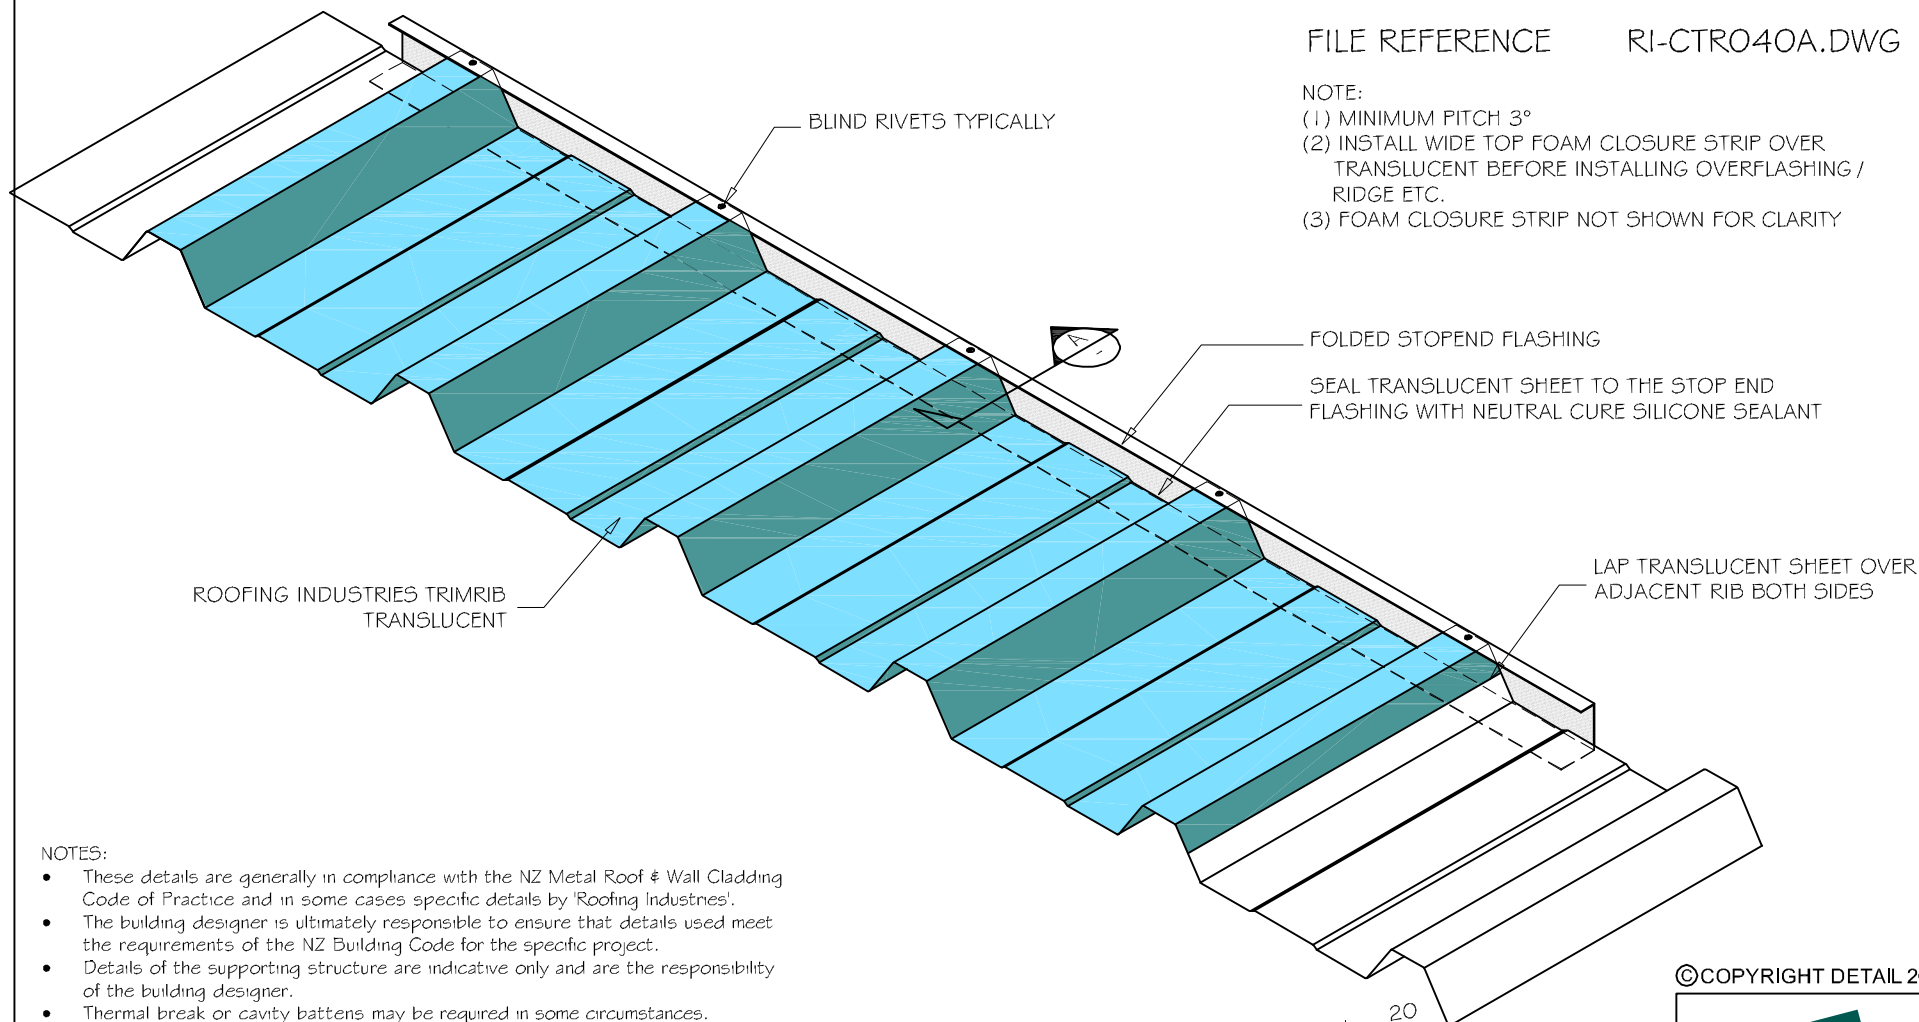 FILE REFERENCE RI-CTR040A.DWG
NOTE:
(1) MINIMUM PITCH 3°
(2) INSTALL WIDE TOP FOAM CLOSURE STRIP OVER
TRANSLUCENT BEFORE INSTALLING OVERFLASHING /
RIDGE ETC.
(3) FOAM CLOSURE STRIP NOT SHOWN FOR CLARITY
BLIND RIVETS TYPICALLY
A
-
FOLDED STOPEND FLASHING
SEAL TRANSLUCENT SHEET TO THE STOP END
FLASHING WITH NEUTRAL CURE SILICONE SEALANT
LAP TRANSLUCENT SHEET OVER
ADJACENT RIB BOTH SIDES
ROOFING INDUSTRIES TRIMRIB
TRANSLUCENT
NOTES:
• These details are generally in compliance with the NZ Metal Roof & Wall Cladding
Code of Practice and in some cases specific details by 'Roofing Industries'.
• The building designer is ultimately responsible to ensure that details used meet
the requirements of the NZ Building Code for the specific project.
• Details of the supporting structure are indicative only and are the responsibility
of the building designer.
• Thermal break or cavity battens may be required in some circumstances.
20
©COPYRIGHT DETAIL